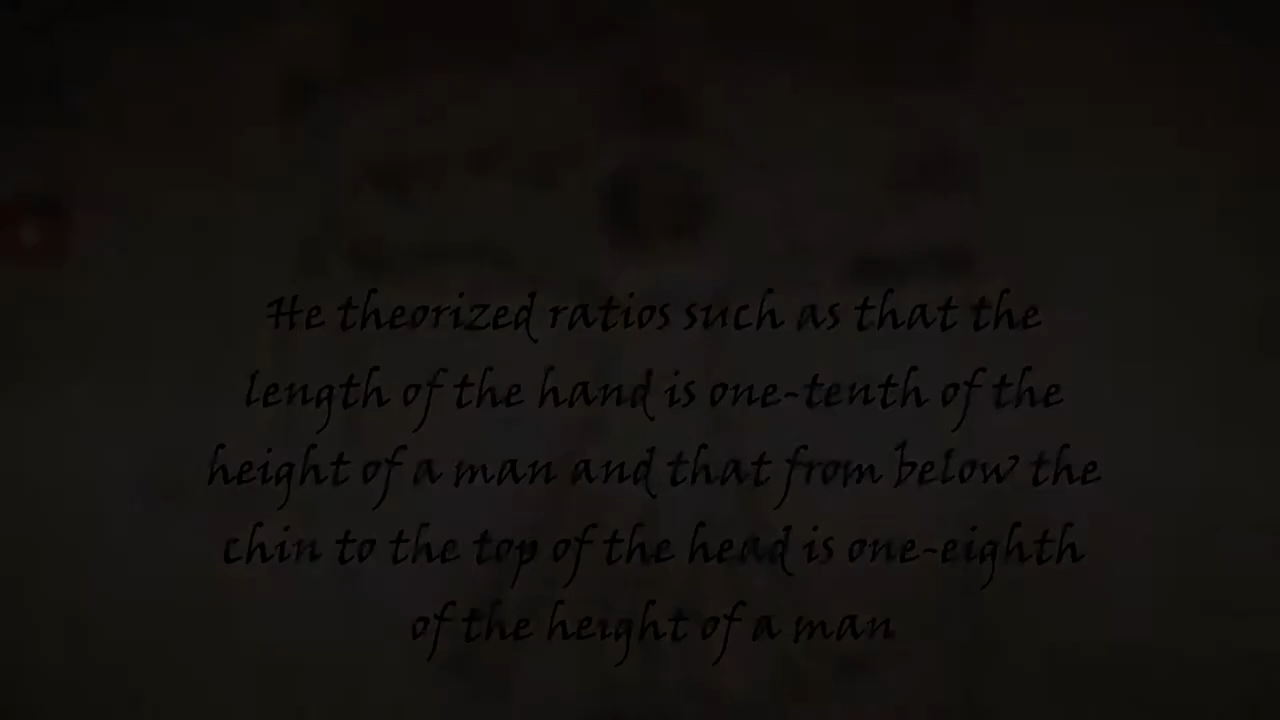 He theorized ratios such as that the
length of the hand is one-tenth of the
height of a man and that from below the
chin to the top of the head is one-eighth
of the height of a man